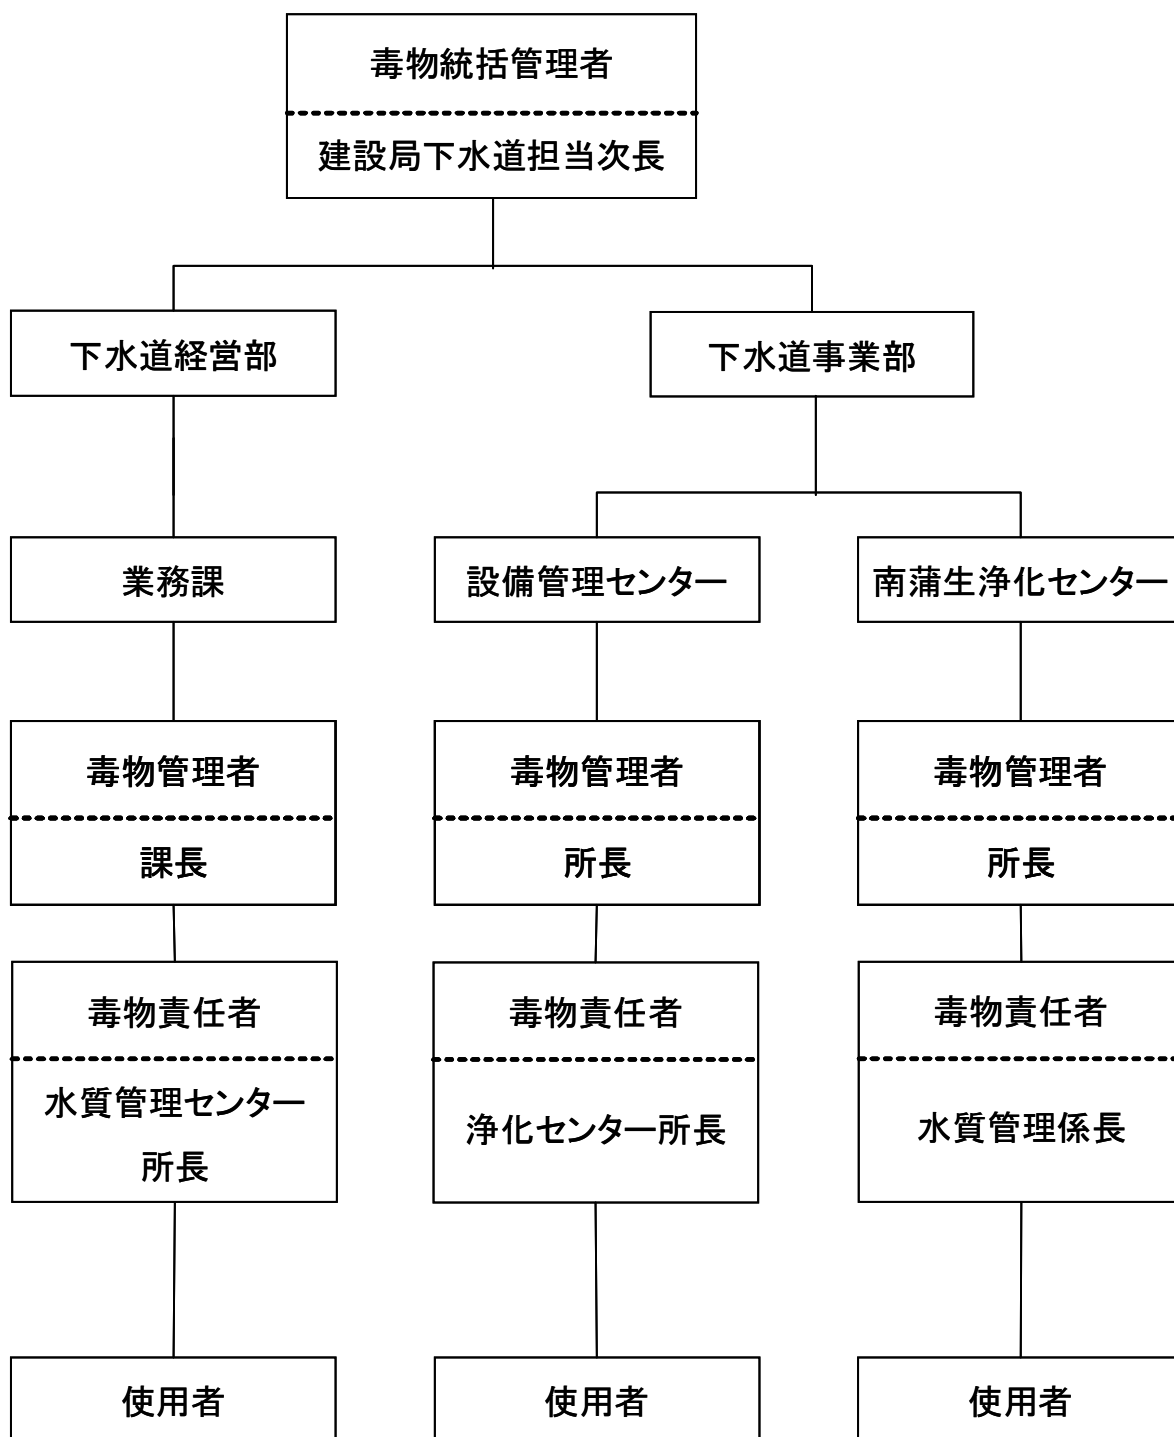 毒物統括管理者
建設局下水道担当次長
下水道経営部
下水道事業部
業務課
設備管理センター
南蒲生浄化センター
毒物管理者
課長
毒物管理者
所長
毒物管理者
所長
毒物責任者
水質管理センター
所長
毒物責任者
浄化センター所長
毒物責任者
水質管理係長
使用者
使用者
使用者